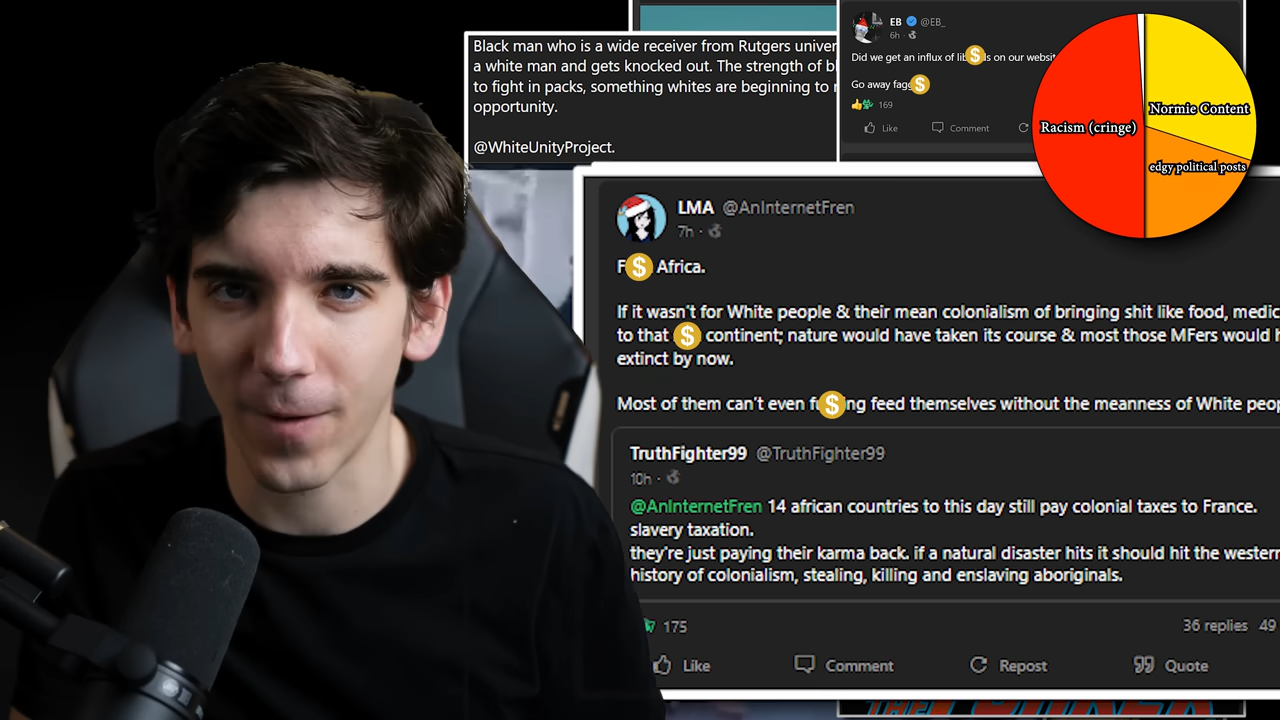 Black man who is a wide receiver from Rutgers
a white man and gets knocked out. The strength of
to fight in packs, something whites are beginning to
opportunity.
@WhiteUnityProject.
EB @EB_
6h ·
Did we get an influx of on our
Go away
169
Like Comment
Racism (cringe)
Normie Content
edgy political posts
LMA @AnInternetFren
7h ·
F Africa.
If it wasn't for White people & their mean colonialism of bringing shit like food,
to that continent; nature would have taken its course & most those MFers would
extinct by now.
Most of them can't even f ng feed themselves without the meanness of White
TruthFighter99 @TruthFighter99
10h ·
@AnInternetFren 14 african countries to this day still pay colonial taxes to France.
slavery taxation.
they're just paying their karma back. if a natural disaster hits it should hit the
history of colonialism, stealing, killing and enslaving aboriginals.
175 36 replies 49
Like Comment Repost Quote